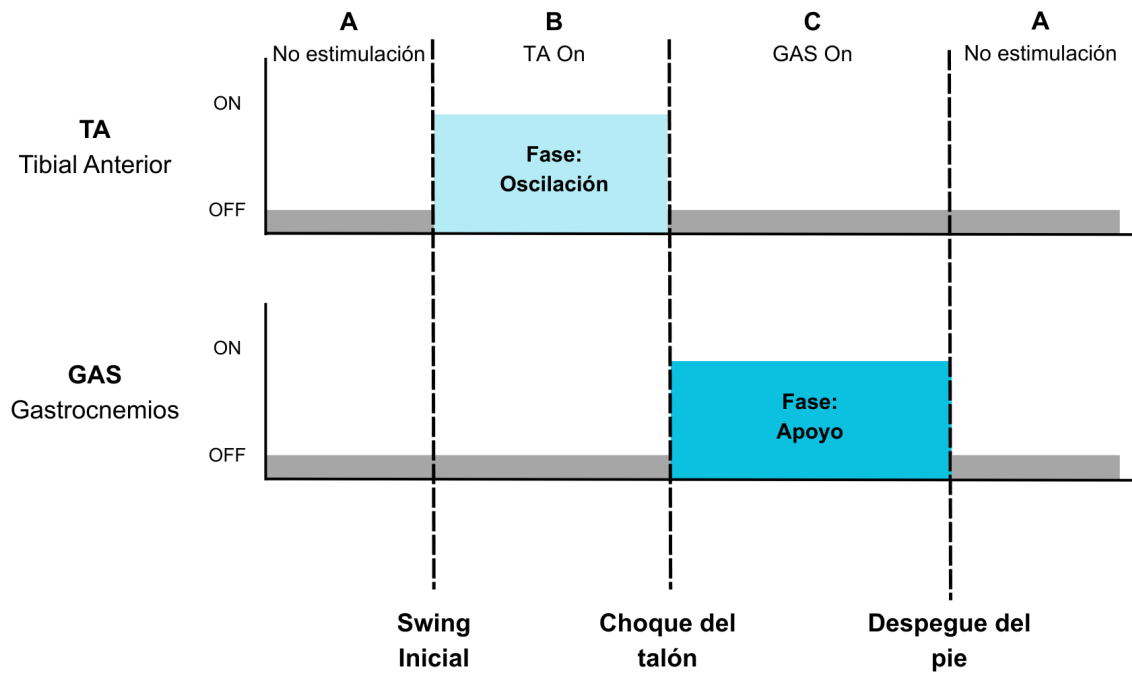 A
B
C
A
No estimulación
TA On
GAS On
No estimulación
ON
TA
Tibial Anterior
Fase:
Oscilación
OFF
ON
GAS
Gastrocnemios
Fase:
Apoyo
OFF
Swing
Inicial
Choque del
talón
Despegue del
pie